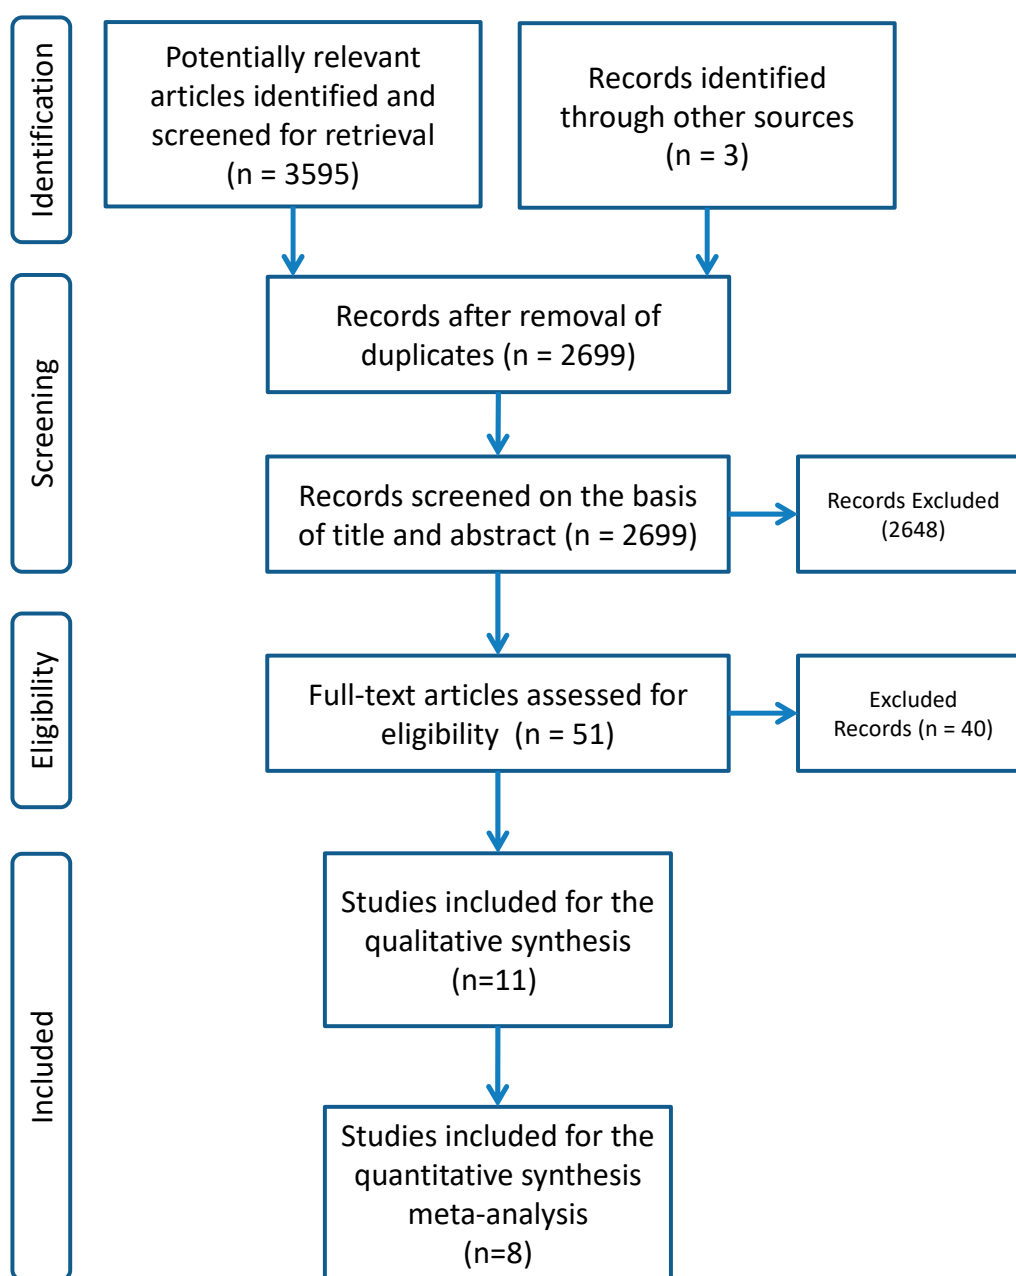 Identification
Potentially relevant
articles identified and
screened for retrieval
(n = 3595)
Records identified
through other sources
(n = 3)
Screening
Records after removal of
duplicates (n = 2699)
Records screened on the basis
of title and abstract (n = 2699)
Records Excluded
(2648)
Eligibility
Full-text articles assessed for
eligibility  (n = 51)
Excluded
Records (n = 40)
Included
Studies included for the
qualitative synthesis
(n=11)
Studies included for the
quantitative synthesis
meta-analysis
(n=8)